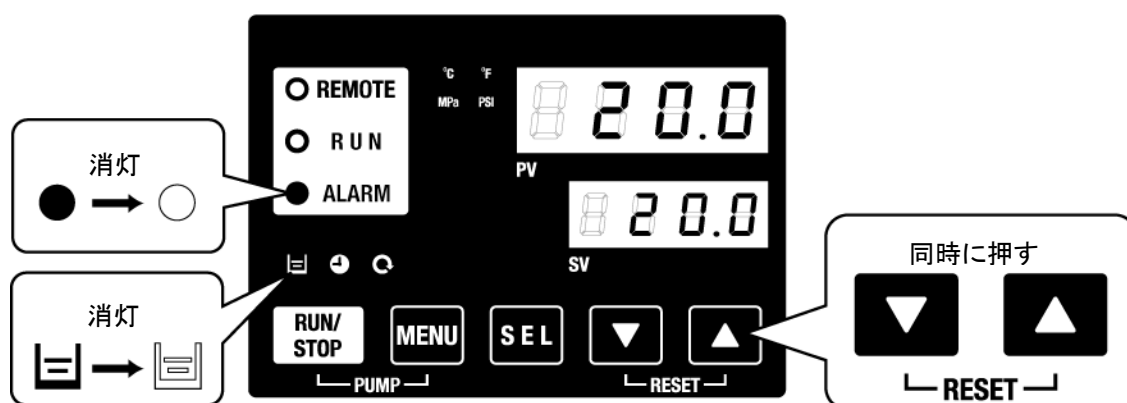 REMOTE
RUN
ALARM
°C °F
MPa PSI
20.0
PV
20.0
SV
消灯
消灯
RUN/
STOP
MENU
SEL
PUMP
RESET
同時に押す
RESET